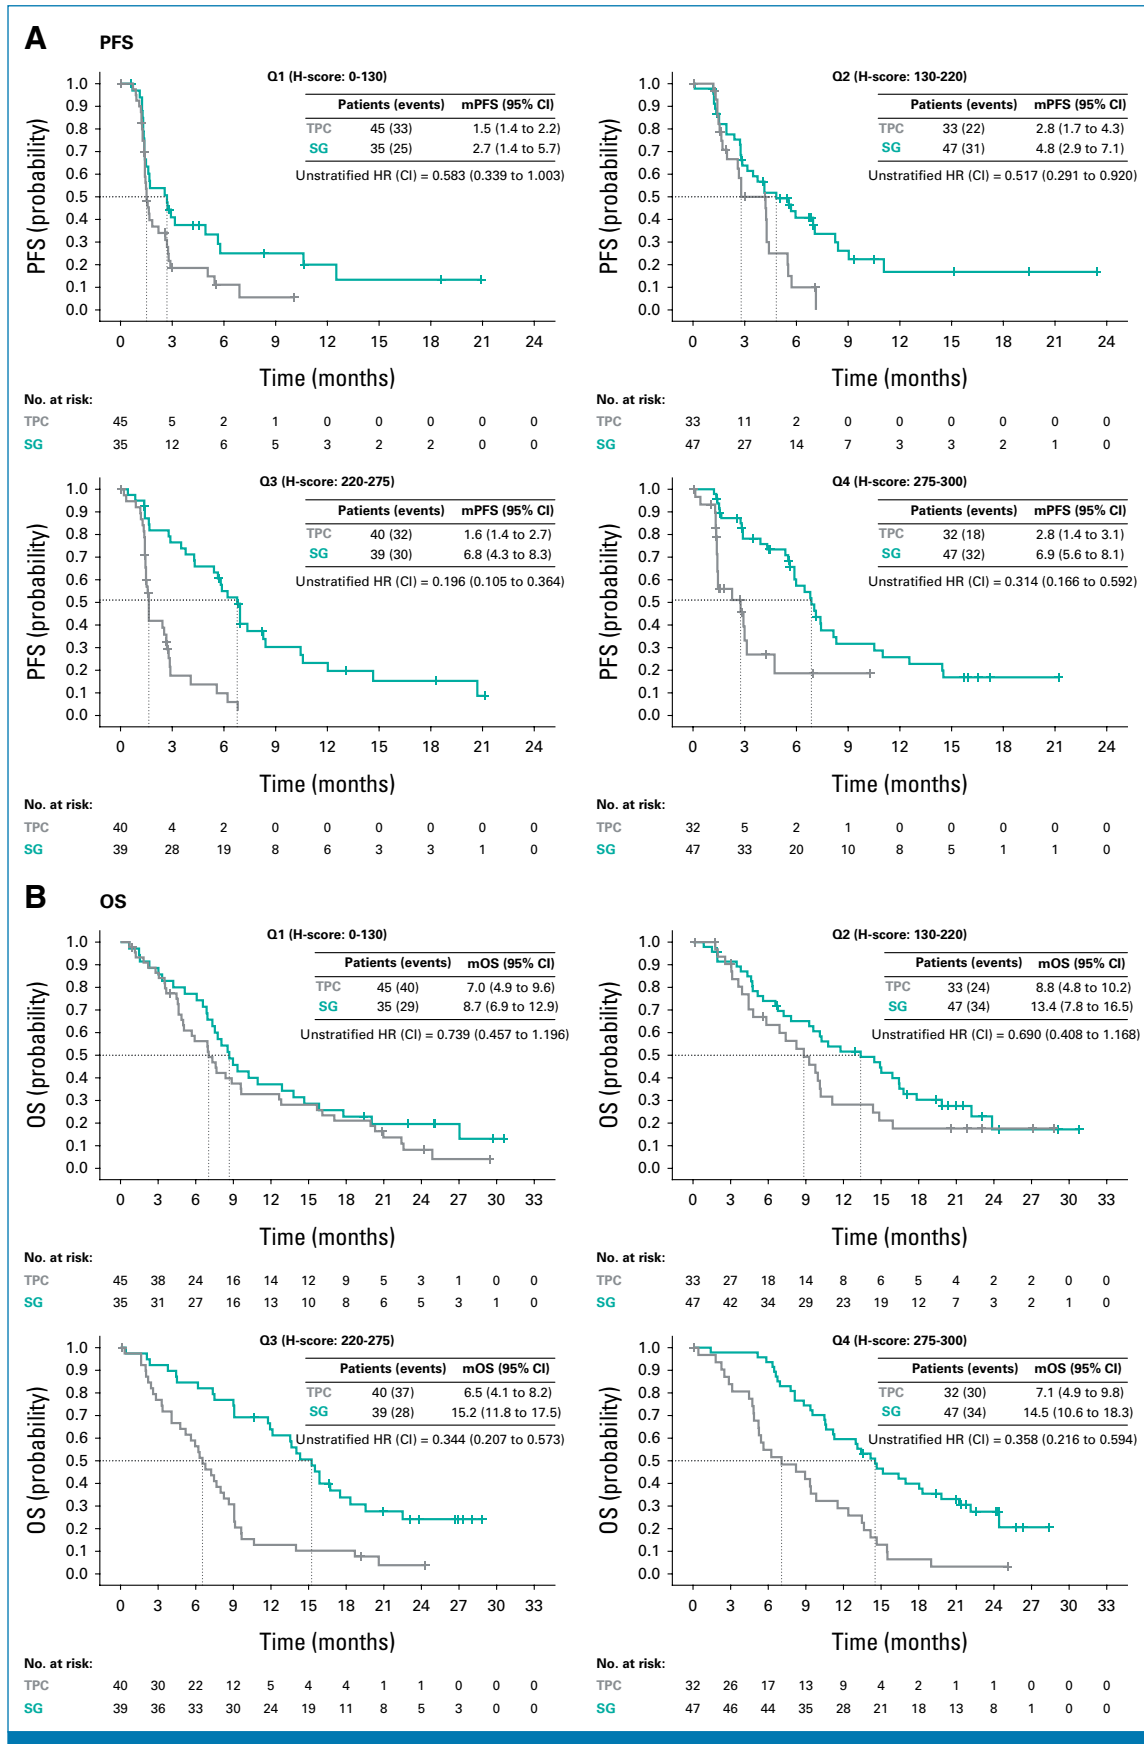 A PFS
Q1 (H-score: 0-130)
Patients (events) mPFS (95% CI)
TPC 45 (33) 1.5 (1.4 to 2.2)
SG 35 (25) 2.7 (1.4 to 5.7)
Unstratified HR (CI) = 0.583 (0.339 to 1.003)
PFS (probability)
1.0
0.9
0.8
0.7
0.6
0.5
0.4
0.3
0.2
0.1
0.0
0 3 6 9 12 15 18 21 24
Time (months)
No. at risk:
TPC 45 5 2 1 0 0 0 0 0
SG 35 12 6 5 3 2 2 0 0
Q2 (H-score: 130-220)
Patients (events) mPFS (95% CI)
TPC 33 (22) 2.8 (1.7 to 4.3)
SG 47 (31) 4.8 (2.9 to 7.1)
Unstratified HR (CI) = 0.517 (0.291 to 0.920)
PFS (probability)
1.0
0.9
0.8
0.7
0.6
0.5
0.4
0.3
0.2
0.1
0.0
0 3 6 9 12 15 18 21 24
Time (months)
No. at risk:
TPC 33 11 2 0 0 0 0 0 0
SG 47 27 14 7 3 3 2 1 0
Q3 (H-score: 220-275)
Patients (events) mPFS (95% CI)
TPC 40 (32) 1.6 (1.4 to 2.7)
SG 39 (30) 6.8 (4.3 to 8.3)
Unstratified HR (CI) = 0.196 (0.105 to 0.364)
PFS (probability)
1.0
0.9
0.8
0.7
0.6
0.5
0.4
0.3
0.2
0.1
0.0
0 3 6 9 12 15 18 21 24
Time (months)
No. at risk:
TPC 40 4 2 0 0 0 0 0 0
SG 39 28 19 8 6 3 3 1 0
Q4 (H-score: 275-300)
Patients (events) mPFS (95% CI)
TPC 32 (18) 2.8 (1.4 to 3.1)
SG 47 (32) 6.9 (5.6 to 8.1)
Unstratified HR (CI) = 0.314 (0.166 to 0.592)
PFS (probability)
1.0
0.9
0.8
0.7
0.6
0.5
0.4
0.3
0.2
0.1
0.0
0 3 6 9 12 15 18 21 24
Time (months)
No. at risk:
TPC 32 5 2 1 0 0 0 0 0
SG 47 33 20 10 8 5 1 1 0
B OS
Q1 (H-score: 0-130)
Patients (events) mOS (95% CI)
TPC 45 (40) 7.0 (4.9 to 9.6)
SG 35 (29) 8.7 (6.9 to 12.9)
Unstratified HR (CI) = 0.739 (0.457 to 1.196)
OS (probability)
1.0
0.9
0.8
0.7
0.6
0.5
0.4
0.3
0.2
0.1
0.0
0 3 6 9 12 15 18 21 24 27 30 33
Time (months)
No. at risk:
TPC 45 38 24 16 14 12 9 5 3 1 0 0
SG 35 31 27 16 13 10 8 6 5 3 1 0
Q2 (H-score: 130-220)
Patients (events) mOS (95% CI)
TPC 33 (24) 8.8 (4.8 to 10.2)
SG 47 (34) 13.4 (7.8 to 16.5)
Unstratified HR (CI) = 0.690 (0.408 to 1.168)
OS (probability)
1.0
0.9
0.8
0.7
0.6
0.5
0.4
0.3
0.2
0.1
0.0
0 3 6 9 12 15 18 21 24 27 30 33
Time (months)
No. at risk:
TPC 33 27 18 14 8 6 5 4 2 2 0 0
SG 47 42 34 29 23 19 12 7 3 2 1 0
Q3 (H-score: 220-275)
Patients (events) mOS (95% CI)
TPC 40 (37) 6.5 (4.1 to 8.2)
SG 39 (28) 15.2 (11.8 to 17.5)
Unstratified HR (CI) = 0.344 (0.207 to 0.573)
OS (probability)
1.0
0.9
0.8
0.7
0.6
0.5
0.4
0.3
0.2
0.1
0.0
0 3 6 9 12 15 18 21 24 27 30 33
Time (months)
No. at risk:
TPC 40 30 22 12 5 4 4 1 1 0 0 0
SG 39 36 33 30 24 19 11 8 5 3 0 0
Q4 (H-score: 275-300)
Patients (events) mOS (95% CI)
TPC 32 (30) 7.1 (4.9 to 9.8)
SG 47 (34) 14.5 (10.6 to 18.3)
Unstratified HR (CI) = 0.358 (0.216 to 0.594)
OS (probability)
1.0
0.9
0.8
0.7
0.6
0.5
0.4
0.3
0.2
0.1
0.0
0 3 6 9 12 15 18 21 24 27 30 33
Time (months)
No. at risk:
TPC 32 26 17 13 9 4 2 1 1 0 0 0
SG 47 46 44 35 28 21 18 13 8 1 0 0